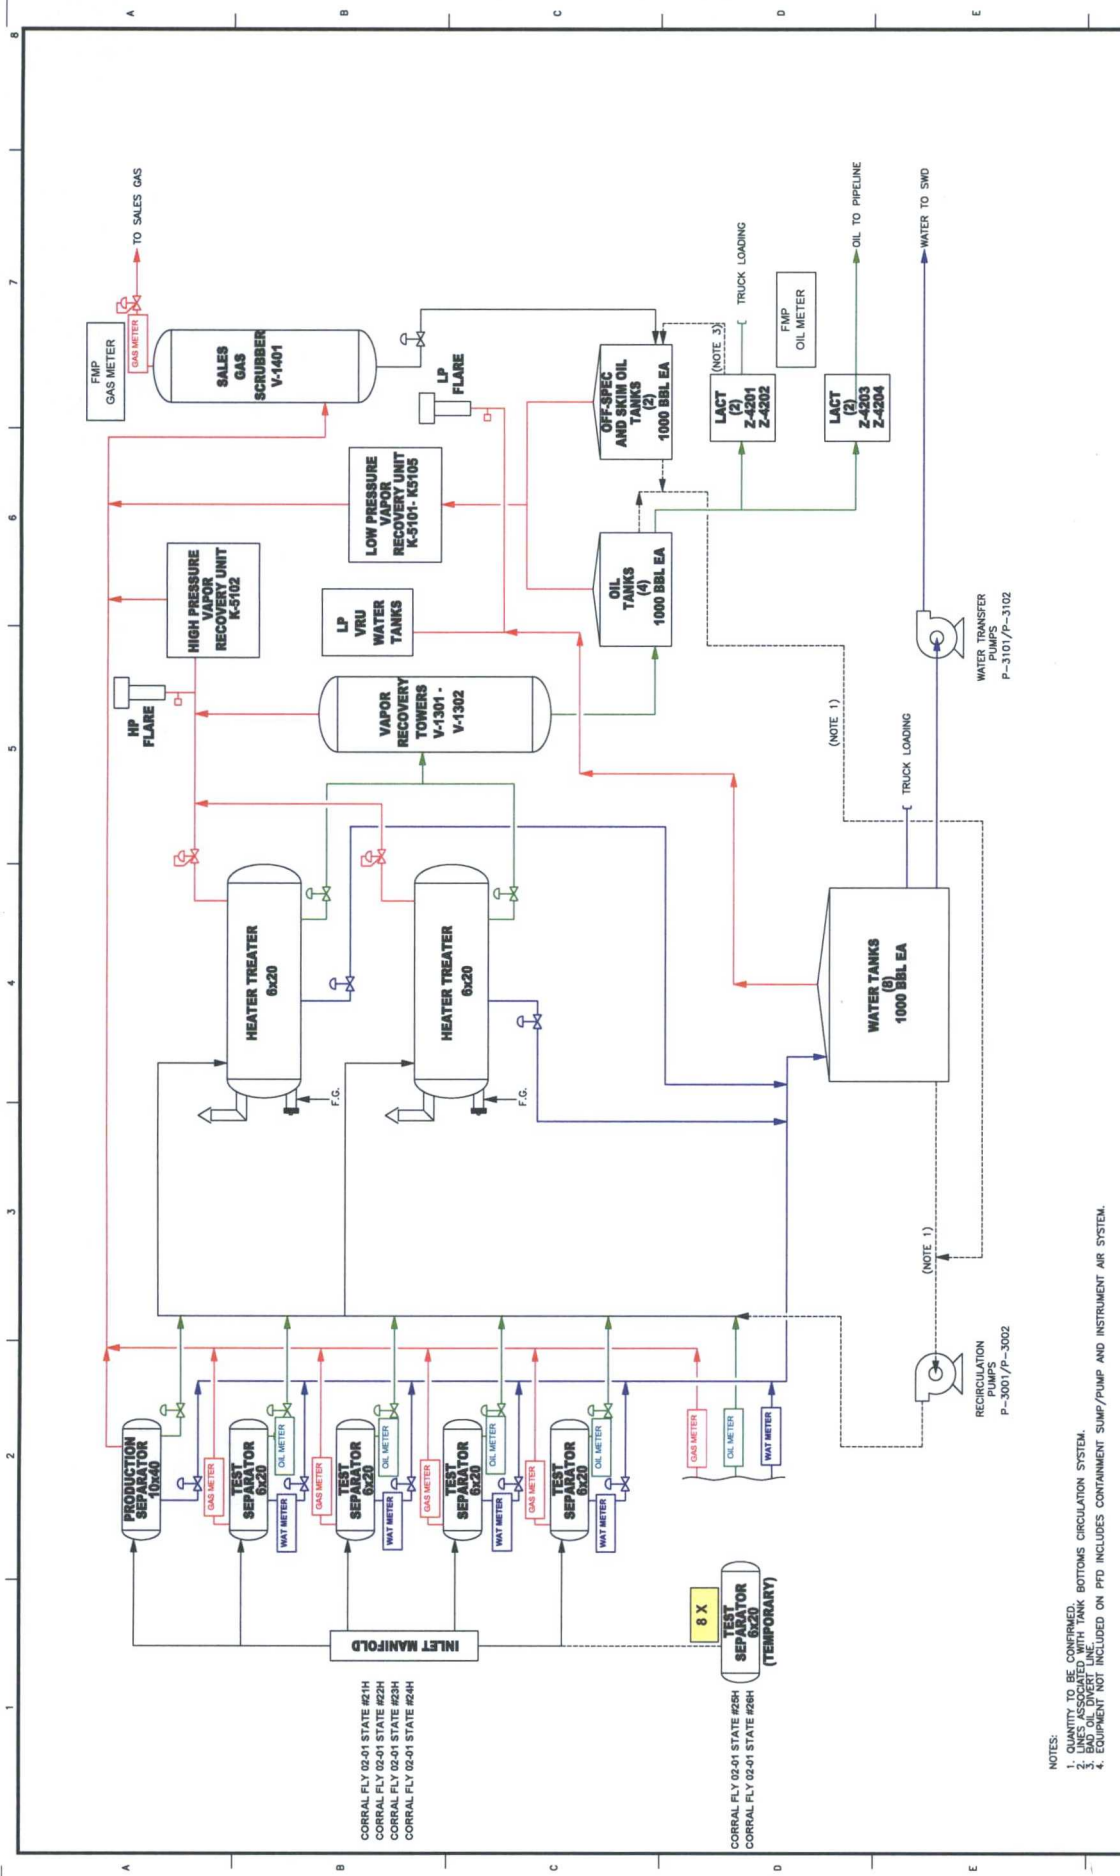 8
7
6
5
4
3
2
1
A
B
C
D
E
A
B
C
D
E
FMP
GAS METER
GAS METER
TO SALES GAS
SALES
GAS
SCRUBBER
V-1401
LP
FLARE
HIGH PRESSURE
VAPOR
RECOVERY UNIT
K-5102
LOW PRESSURE
VAPOR
RECOVERY UNIT
K-5101- K5105
LP
VRU
WATER
TANKS
HP
FLARE
VAPOR
RECOVERY
TOWERS
V-1301 -
V-1302
OFF-SPEC
AND SKIM OIL
TANKS
(2)
1000 BBL EA
OIL
TANKS
(4)
1000 BBL EA
(NOTE 3)
LACT
(2)
Z-4201
Z-4202
TRUCK LOADING
FMP
OIL METER
LACT
(2)
Z-4203
Z-4204
OIL TO PIPELINE
WATER TO SWD
WATER TRANSFER
PUMPS
P-3101/P-3102
(NOTE 1)
TRUCK LOADING
HEATER TREATER
6x20
F.G.
HEATER TREATER
6x20
F.G.
WATER TANKS
(8)
1000 BBL EA
(NOTE 1)
RECIRCULATION
PUMPS
P-3001/P-3002
PRODUCTION
SEPARATOR
10x40
GAS METER
TEST
SEPARATOR
6x20
OIL METER
WAT METER
GAS METER
TEST
SEPARATOR
6x20
OIL METER
WAT METER
GAS METER
TEST
SEPARATOR
6x20
OIL METER
WAT METER
GAS METER
TEST
SEPARATOR
6x20
OIL METER
WAT METER
GAS METER
OIL METER
WAT METER
INLET MANIFOLD
8 X
TEST
SEPARATOR
6x20
(TEMPORARY)
CORRAL FLY 02-01 STATE #21H
CORRAL FLY 02-01 STATE #22H
CORRAL FLY 02-01 STATE #23H
CORRAL FLY 02-01 STATE #24H
CORRAL FLY 02-01 STATE #25H
CORRAL FLY 02-01 STATE #26H
NOTES:
1. QUANTITY TO BE CONFIRMED.
2. LINES ASSOCIATED WITH TANK BOTTOMS CIRCULATION SYSTEM.
3. BAD OIL DIVERT LINE.
4. EQUIPMENT NOT INCLUDED ON PFD INCLUDES CONTAINMENT SUMP/PUMP AND INSTRUMENT AIR SYSTEM.